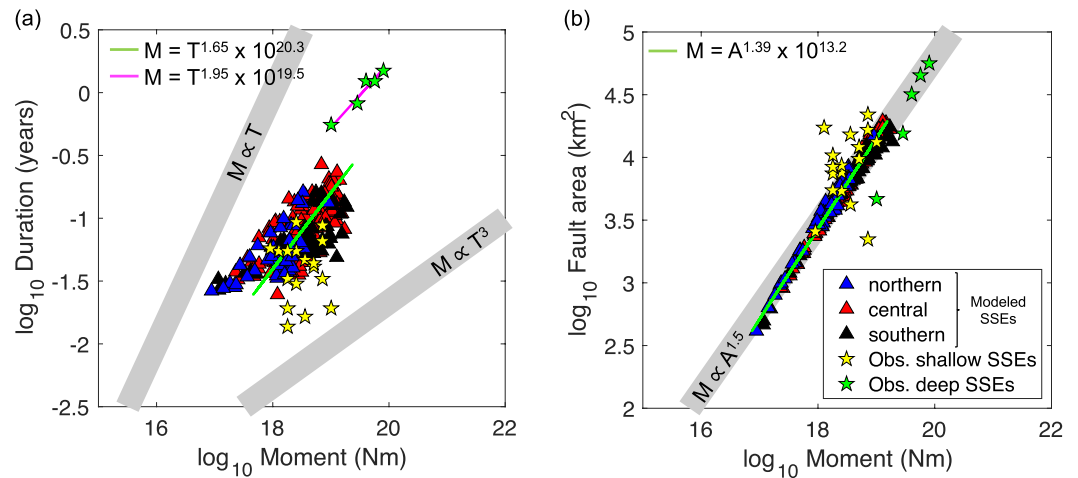 (a)
M = T^1.65 x 10^20.3
M = T^1.95 x 10^19.5
M ∝ T
M ∝ T^3
0.5
0
-0.5
-1
-1.5
-2
-2.5
log10 Duration (years)
16
18
20
22
log10 Moment (Nm)
(b)
M = A^1.39 x 10^13.2
M ∝ A^1.5
5
4.5
4
3.5
3
2.5
2
log10 Fault area (km^2)
northern
central
southern
Modeled
SSEs
Obs. shallow SSEs
Obs. deep SSEs
16
18
20
22
log10 Moment (Nm)